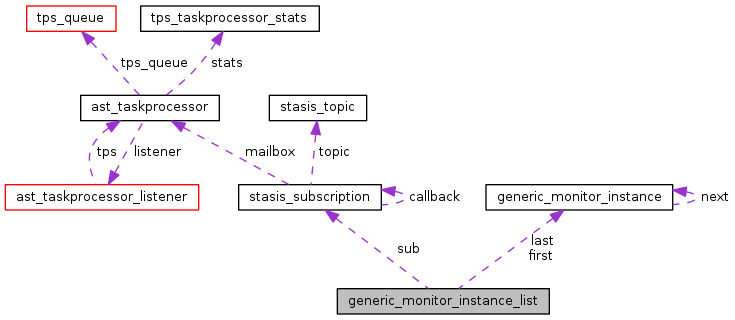 tps_queue
tps_taskprocessor_stats
tps_queue
stats
ast_taskprocessor
stasis_topic
tps
listener
mailbox
topic
ast_taskprocessor_listener
stasis_subscription
callback
generic_monitor_instance
next
sub
last
first
generic_monitor_instance_list